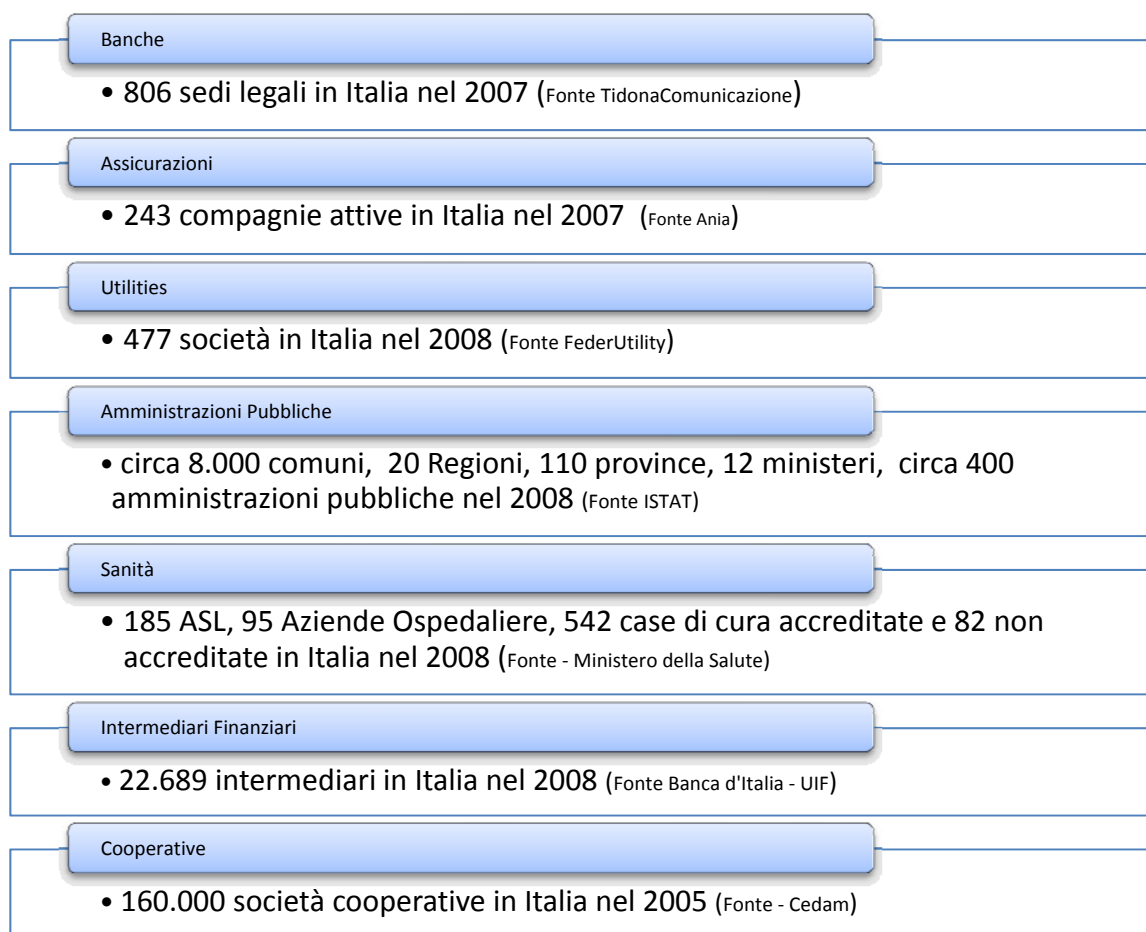 Banche
• 806 sedi legali in Italia nel 2007 (Fonte TidonaComunicazione)
Assicurazioni
• 243 compagnie attive in Italia nel 2007 (Fonte Ania)
Utilities
• 477 società in Italia nel 2008 (Fonte FederUtility)
Amministrazioni Pubbliche
• circa 8.000 comuni, 20 Regioni, 110 province, 12 ministeri, circa 400
amministrazioni pubbliche nel 2008 (Fonte ISTAT)
Sanità
• 185 ASL, 95 Aziende Ospedaliere, 542 case di cura accreditate e 82 non
accreditate in Italia nel 2008 (Fonte - Ministero della Salute)
Intermediari Finanziari
• 22.689 intermediari in Italia nel 2008 (Fonte Banca d'Italia - UIF)
Cooperative
• 160.000 società cooperative in Italia nel 2005 (Fonte - Cedam)